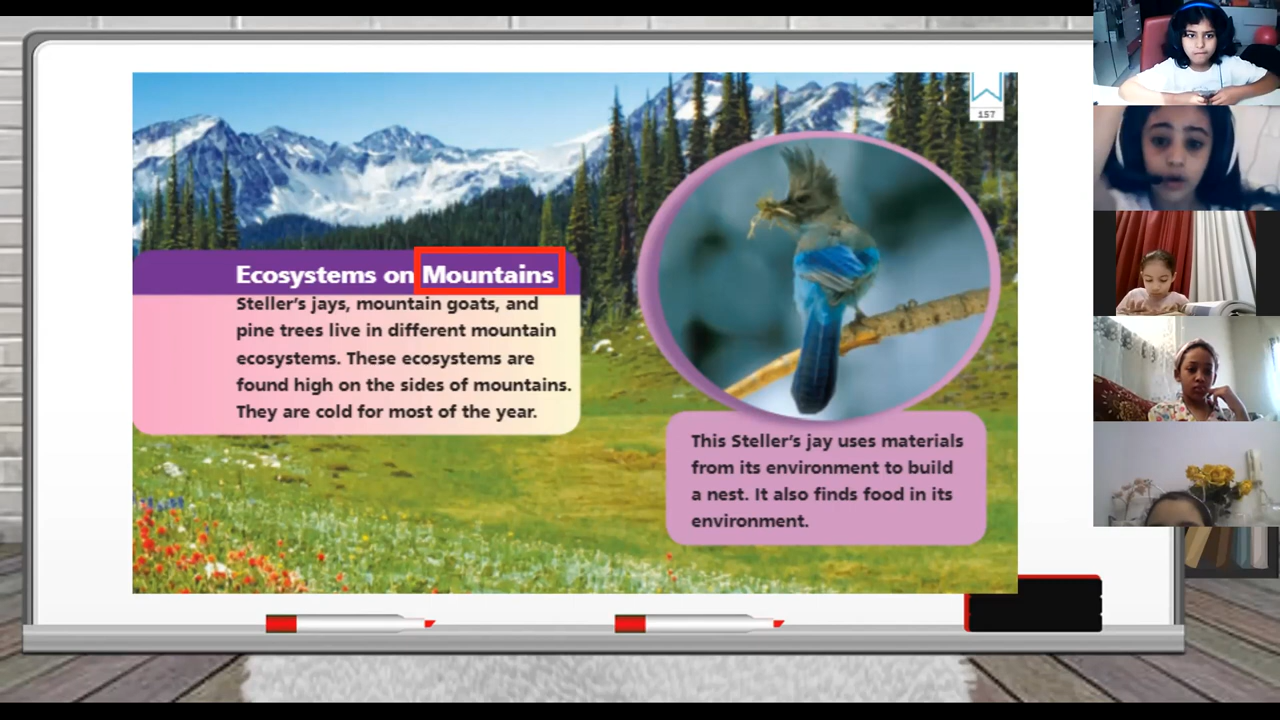 157
Ecosystems on Mountains
Steller's jays, mountain goats, and
pine trees live in different mountain
ecosystems. These ecosystems are
found high on the sides of mountains.
They are cold for most of the year.
This Steller's jay uses materials
from its environment to build
a nest. It also finds food in its
environment.